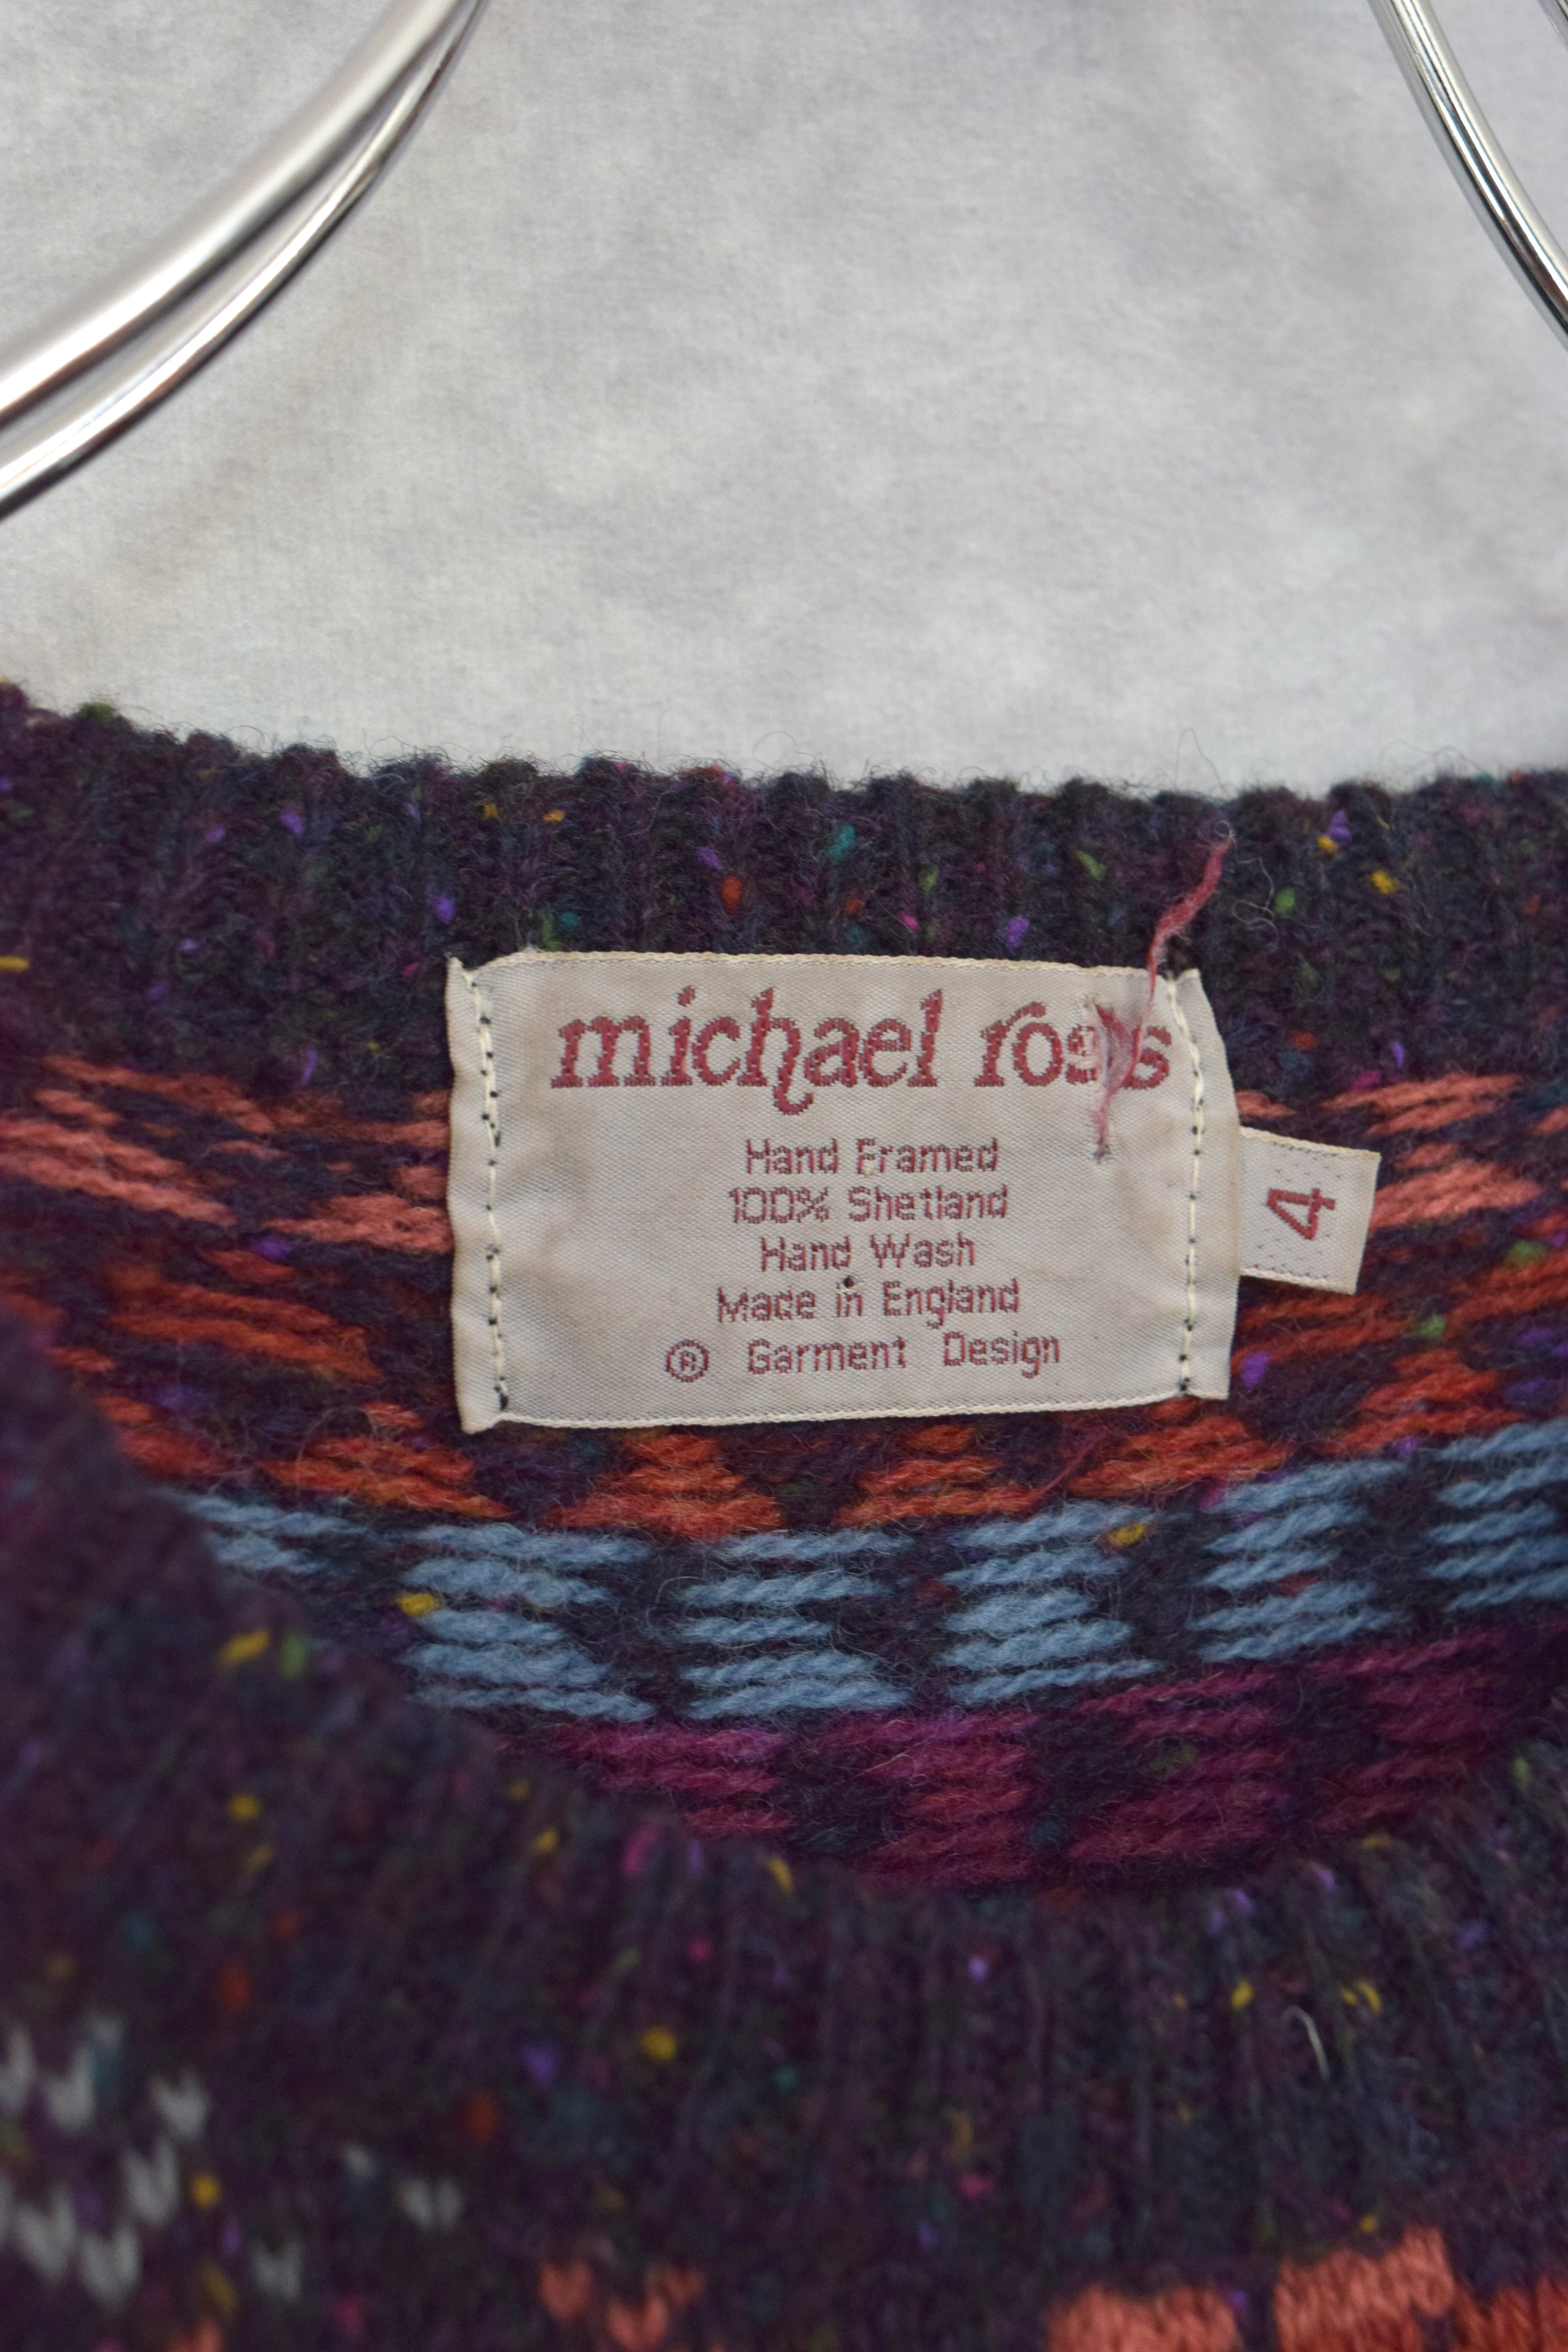 michael ross
Hand Framed
100% Shetland
Hand Wash
Made in England
® Garment Design
4